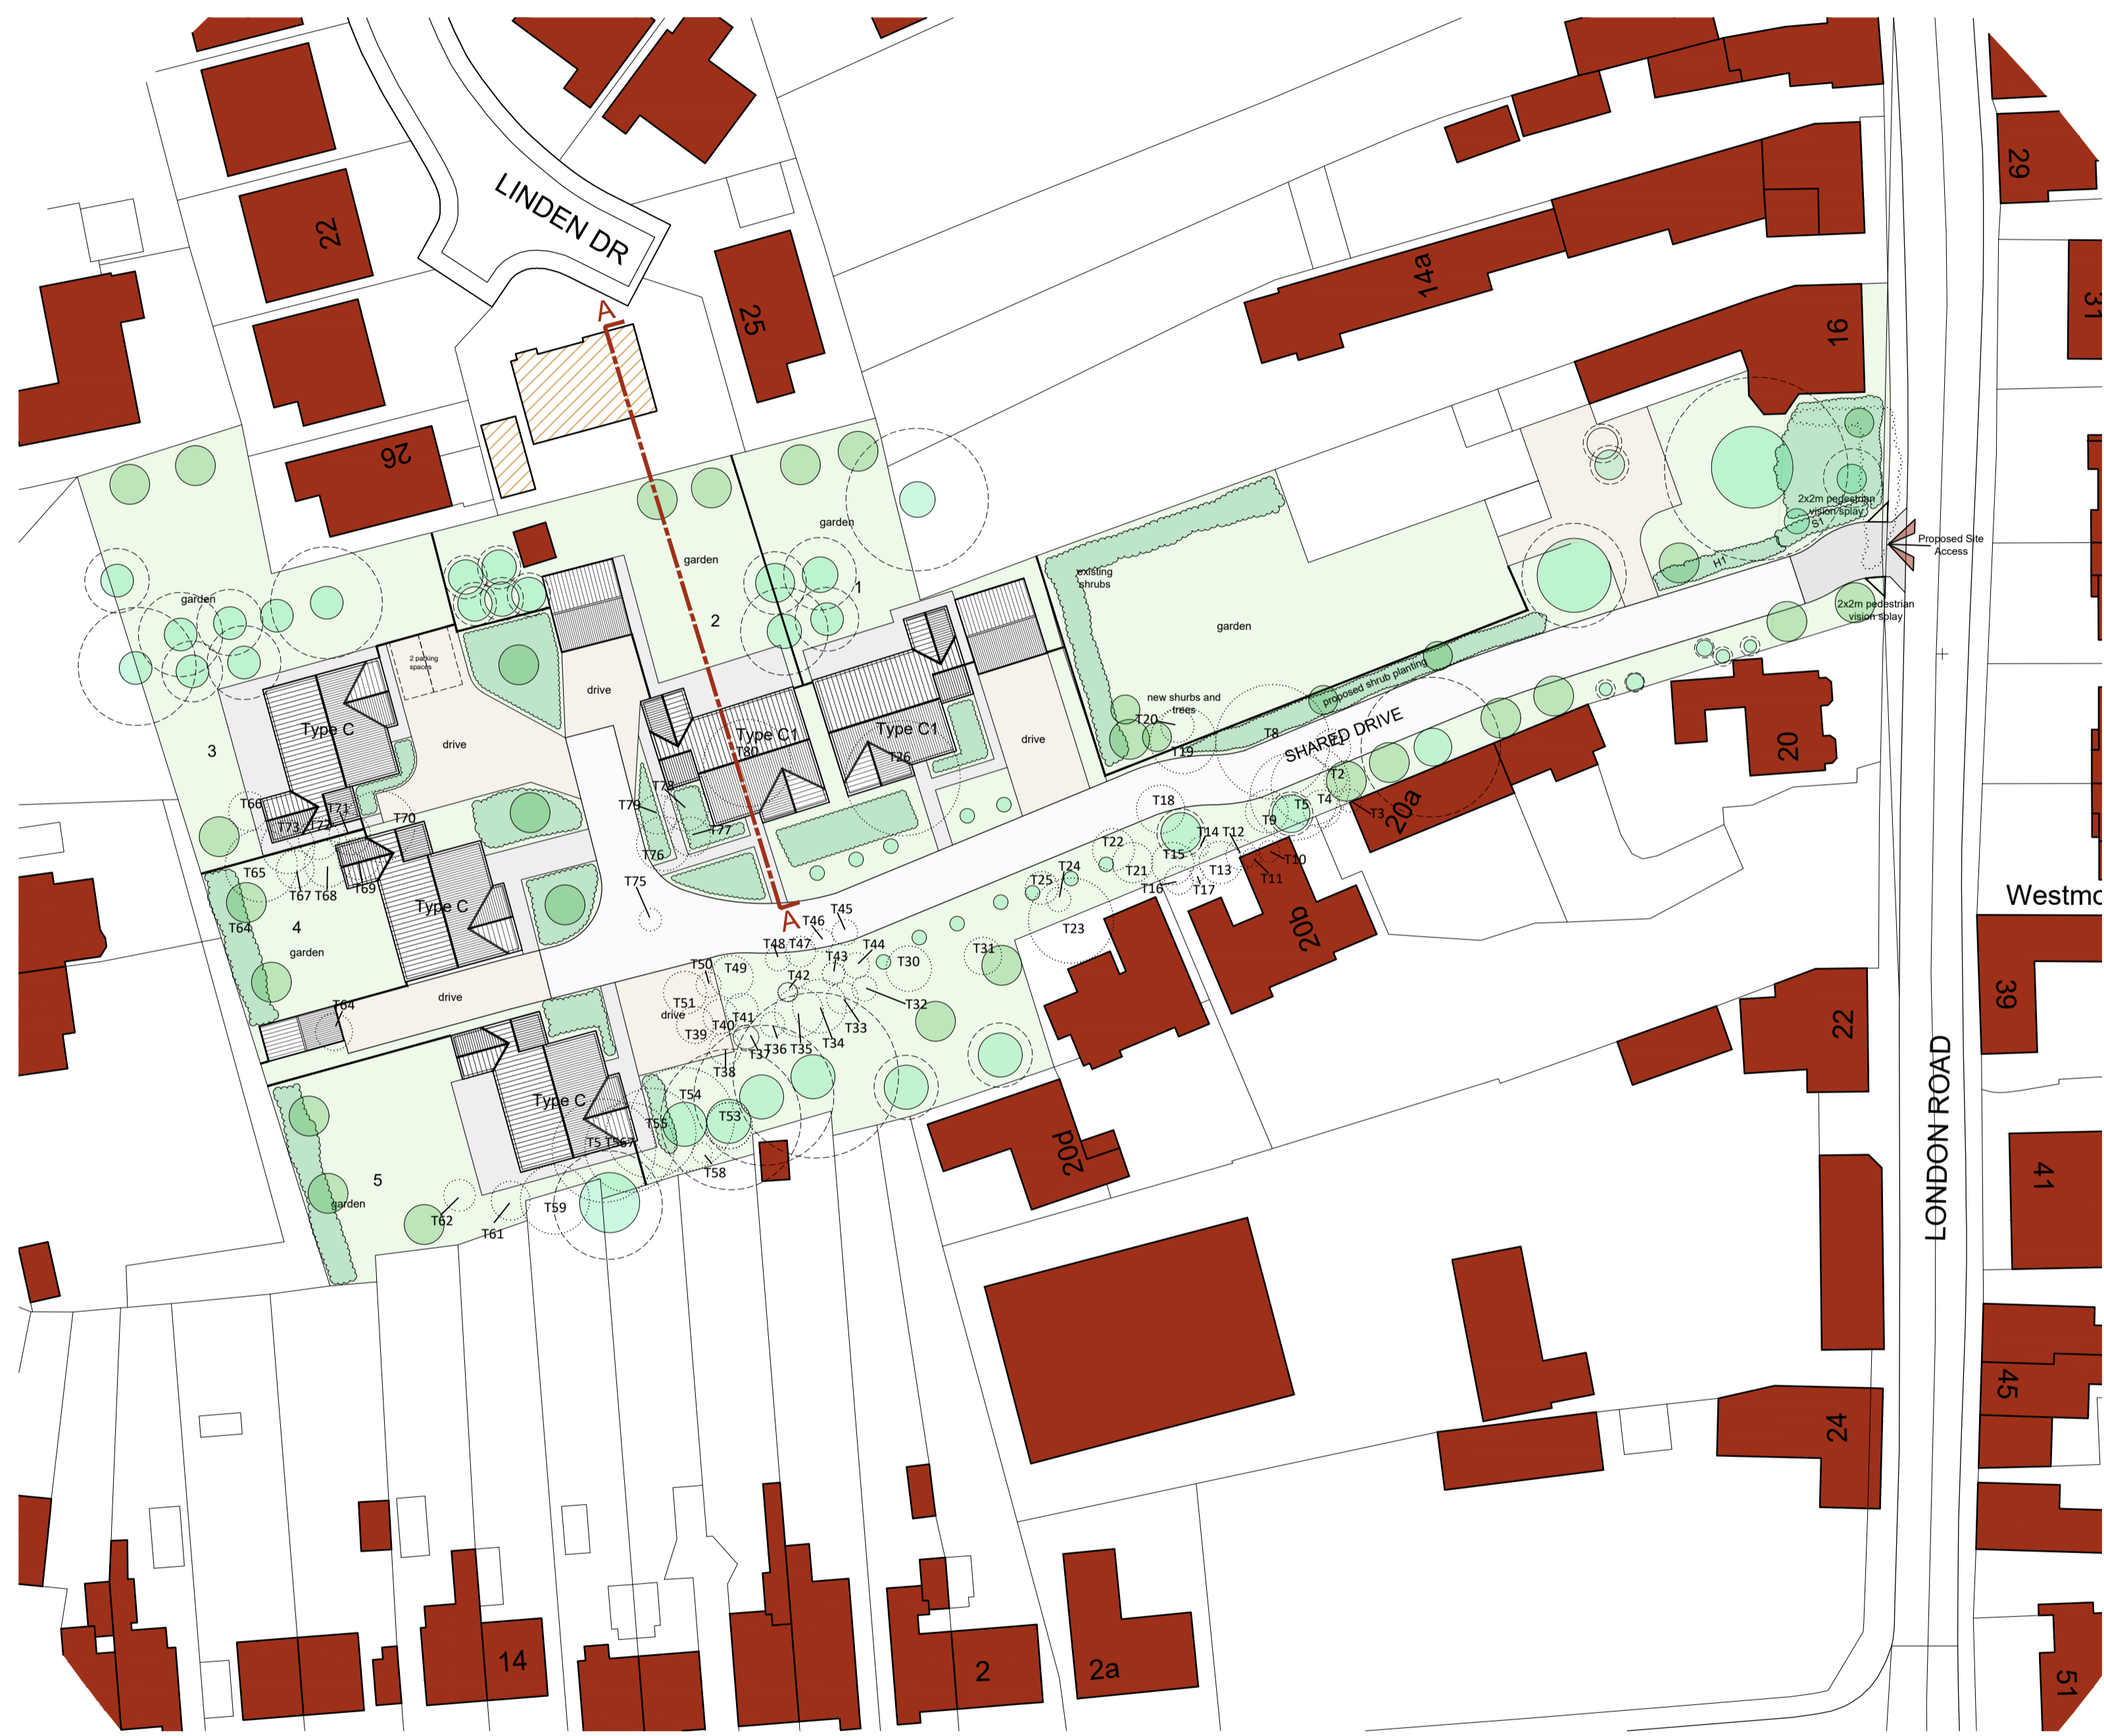 29
LINDEN DR
22
14a
31
A
25
16
26
2x2m pedestrian
vision splay
S1
garden
Proposed Site
Access
garden
H1
existing
shrubs
1
garden
2x2m pedestrian
vision splay
2
garden
2 parking
spaces
drive
new shurbs and
trees
proposed shrub planting
T20
SHARED DRIVE
T8
T19
Type C
Type C1
Type C1
T80
T26
drive
drive
20
3
T2
T78
T79
T66
T71
T73
T72
T70
T18
T5
T4
T3
20a
T9
T77
T76
T22
T14
T12
T15
T10
T65
T67
T68
T69
T75
T24
T25
T21
T13
T11
T16
T17
Westmo
Type C
T64
4
garden
A
T46
T45
T23
20b
T48
T47
T44
T43
T31
T30
T50
T49
T42
39
drive
T64
T51
drive
T32
22
T41
T40
T39
T33
T34
T35
T36
T37
T38
LONDON ROAD
Type C
T54
T53
T55
T5
T567
T58
20d
41
5
garden
T59
T62
T61
45
24
14
2
2a
51